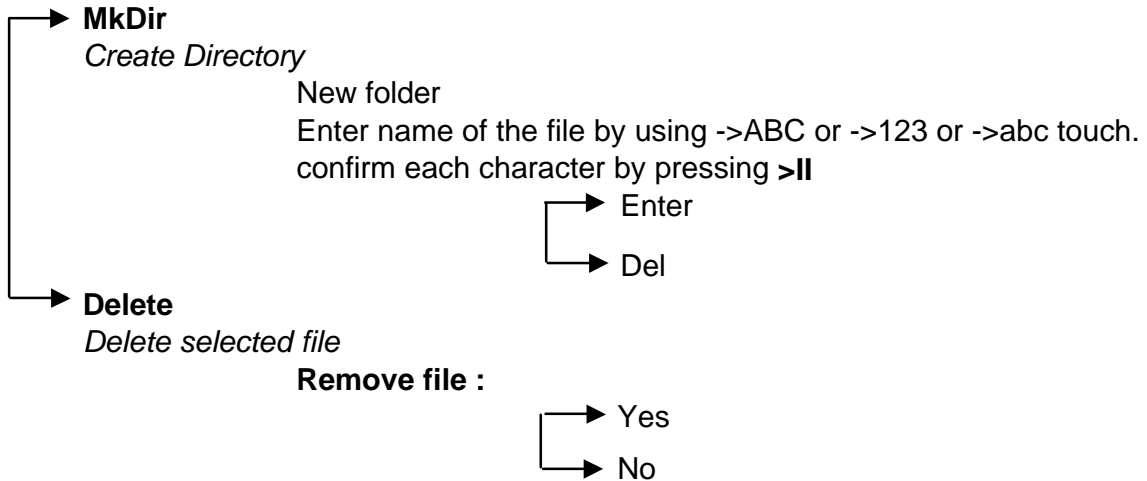 MkDir
Create Directory
New folder
Enter name of the file by using ->ABC or ->123 or ->abc touch.
confirm each character by pressing >II
Enter
Del
Delete
Delete selected file
Remove file :
Yes
No